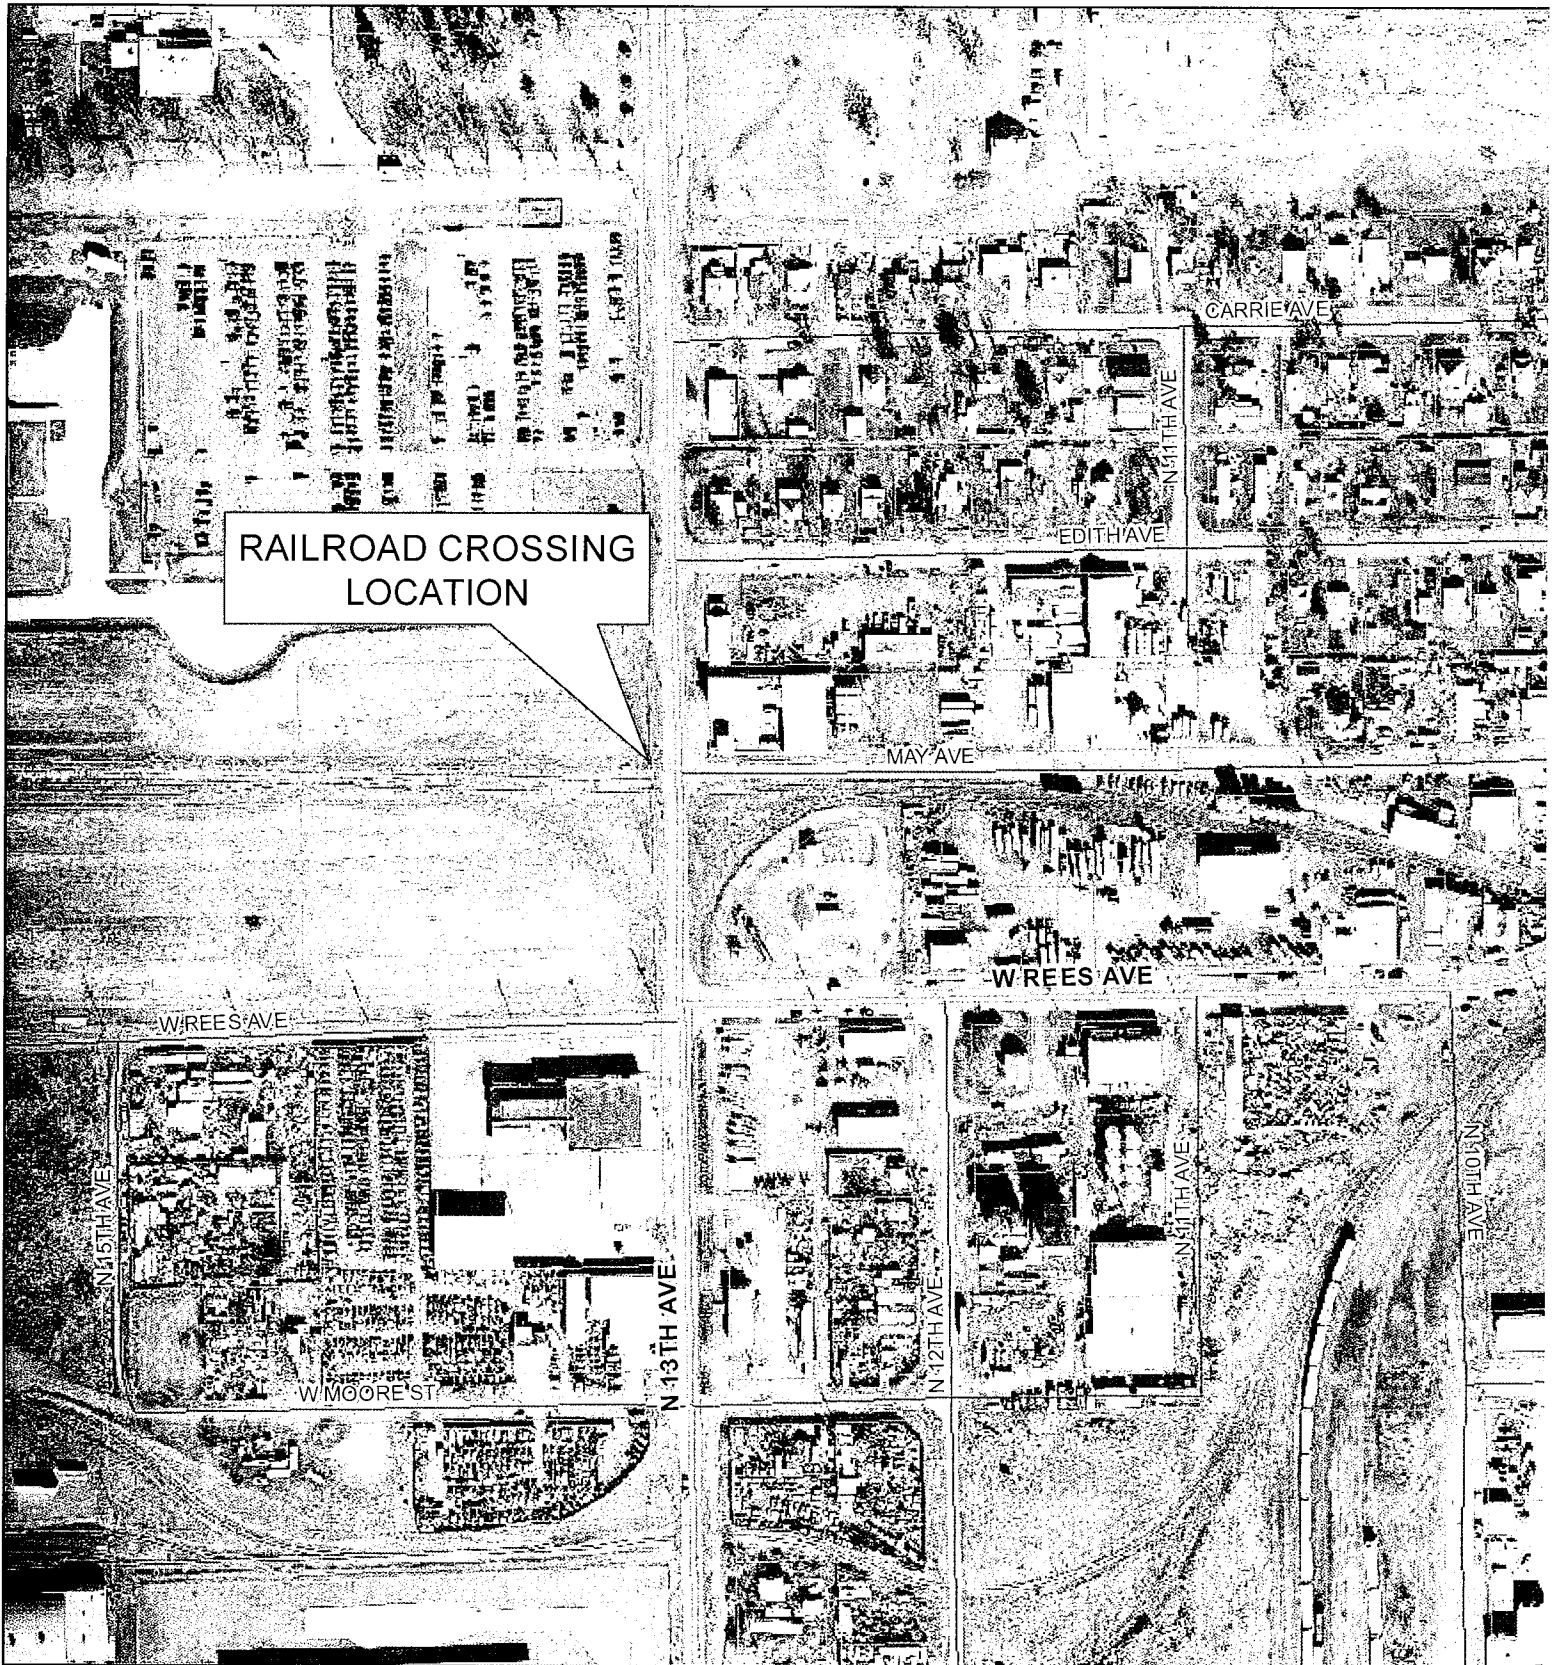 CARRIE AVE
N 11TH AVE
EDITH AVE
RAILROAD CROSSING
LOCATION
MAY AVE
W REES AVE
W REES AVE
N 15TH AVE
N 13TH AVE
N 12TH AVE
N 11TH AVE
N 10TH AVE
W MOORE ST